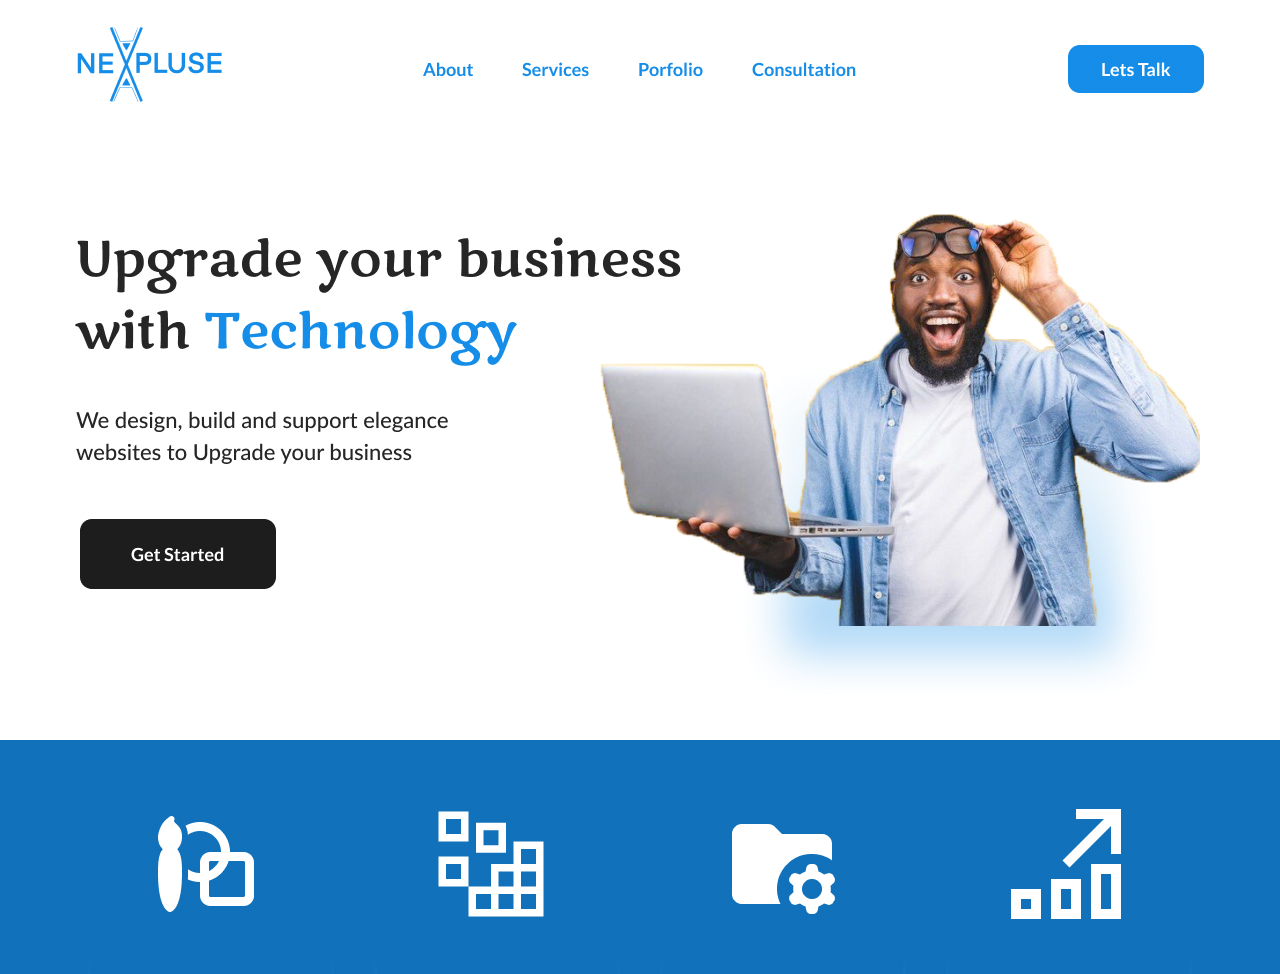 NEXPLUSE
About Services Porfolio Consultation
Lets Talk
Upgrade your business
with Technology
We design, build and support elegance
websites to Upgrade your business
Get Started